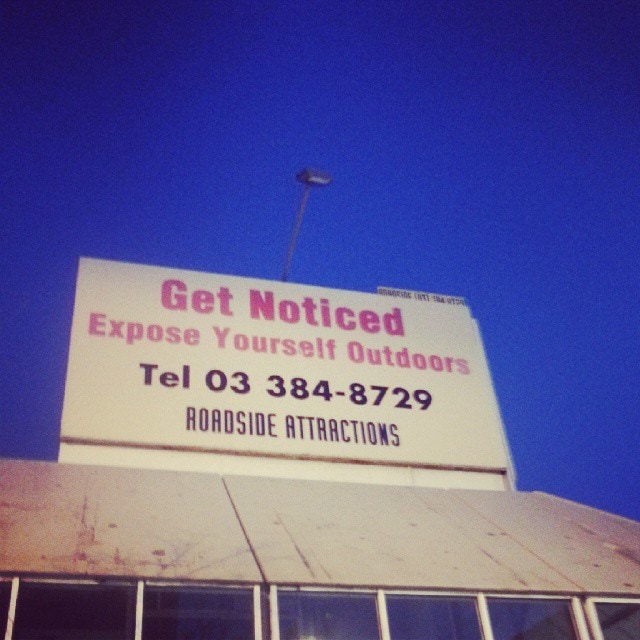 Get Noticed
Expose Yourself Outdoors
Tel 03 384-8729
ROADSIDE ATTRACTIONS